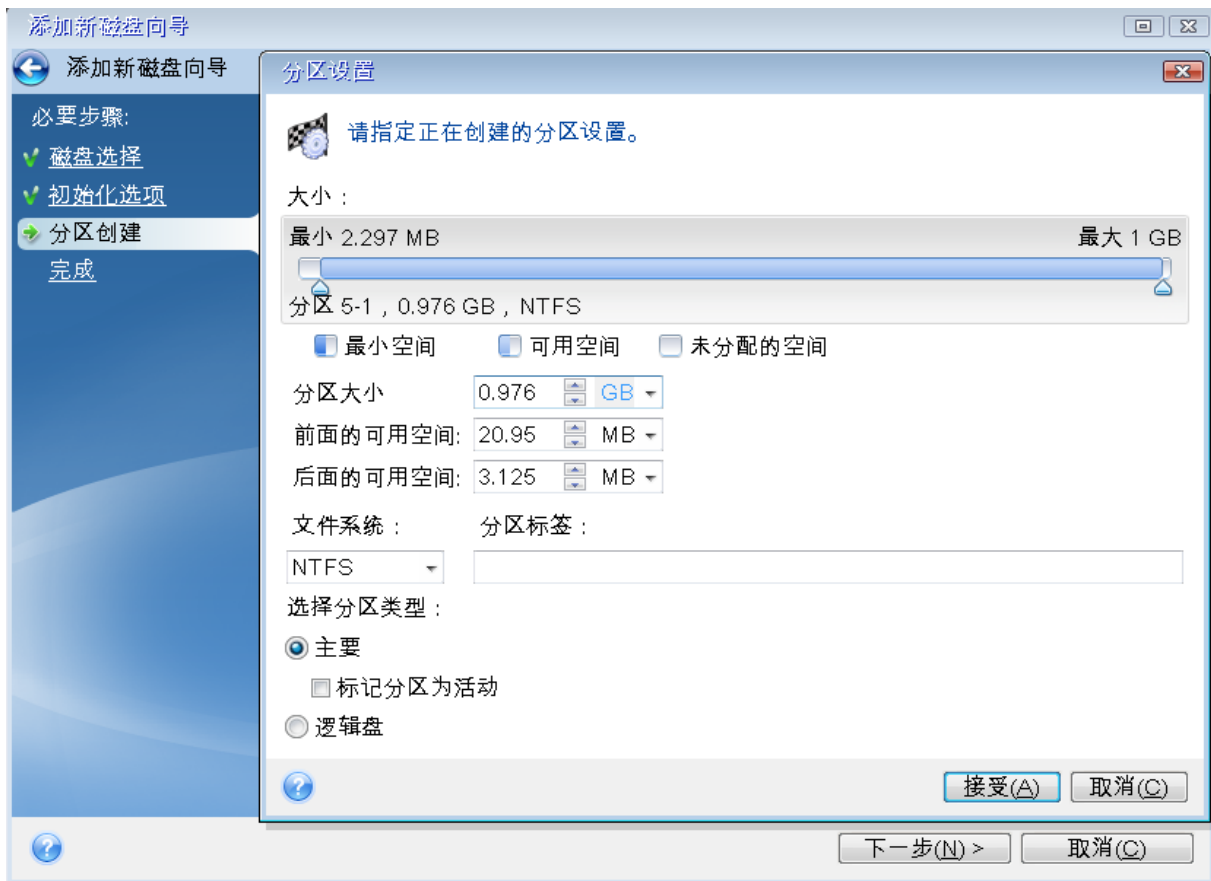 添加新磁盘向导
添加新磁盘向导
必要步骤:
磁盘选择
初始化选项
分区创建
完成
分区设置
请指定正在创建的分区设置。
大小：
最小 2.297 MB 最大 1 GB
分区 5-1，0.976 GB，NTFS
最小空间 可用空间 未分配的空间
分区大小 0.976 GB
前面的可用空间: 20.95 MB
后面的可用空间: 3.125 MB
文件系统： 分区标签：
NTFS
选择分区类型：
主要
标记分区为活动
逻辑盘
接受(A) 取消(C)
下一步(N) > 取消(C)